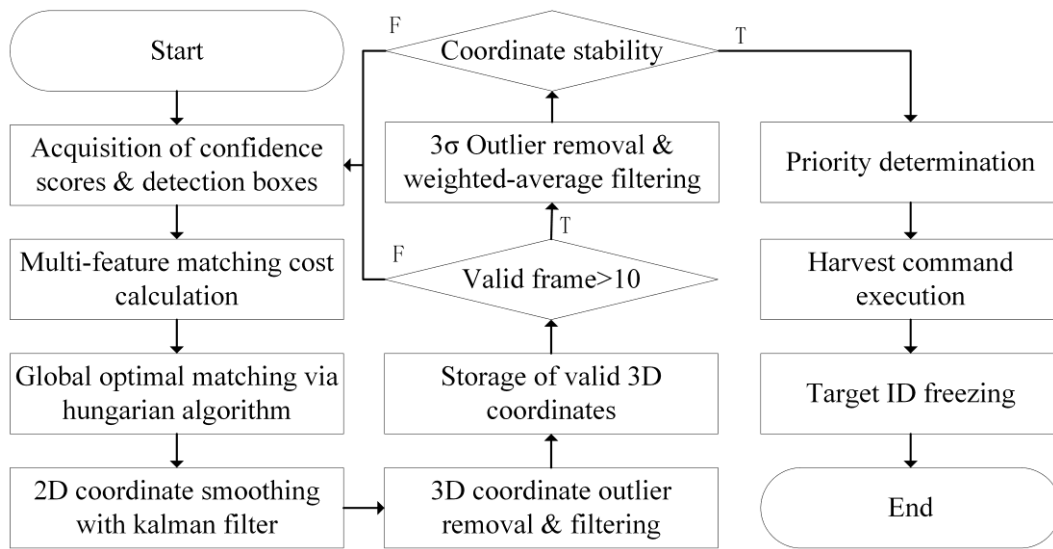 Start
Acquisition of confidence
scores & detection boxes
Multi-feature matching cost
calculation
Global optimal matching via
hungarian algorithm
2D coordinate smoothing
with kalman filter
3D coordinate outlier
removal & filtering
Storage of valid 3D
coordinates
F
Valid frame>10
T
3σ Outlier removal &
weighted-average filtering
F
Coordinate stability
T
Priority determination
Harvest command
execution
Target ID freezing
End